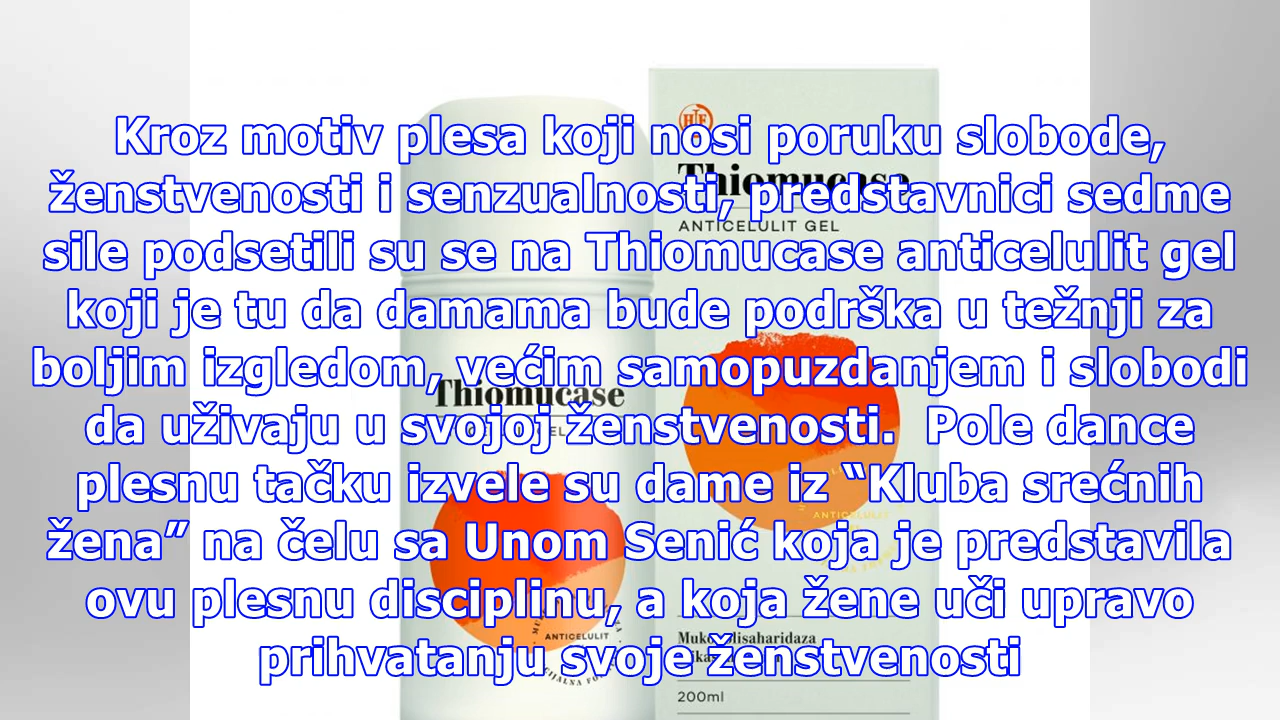 Kroz motiv plesa koji nosi poruku slobode,
ženstvenosti i senzualnosti, predstavnici sedme
sile podsetili su se na Thiomucase anticelulit gel
koji je tu da damama bude podrška u težnji za
boljim izgledom, većim samopuzdanjem i slobodi
da uživaju u svojoj ženstvenosti. Pole dance
plesnu tačku izvele su dame iz “Kluba srećnih
žena” na čelu sa Unom Senić koja je predstavila
ovu plesnu disciplinu, a koja žene uči upravo
prihvatanju svoje ženstvenosti
HTF
Thiomucase
ANTICELULIT GEL
ANTICELULIT
200ml
Thiomucase
ANTICELULIT